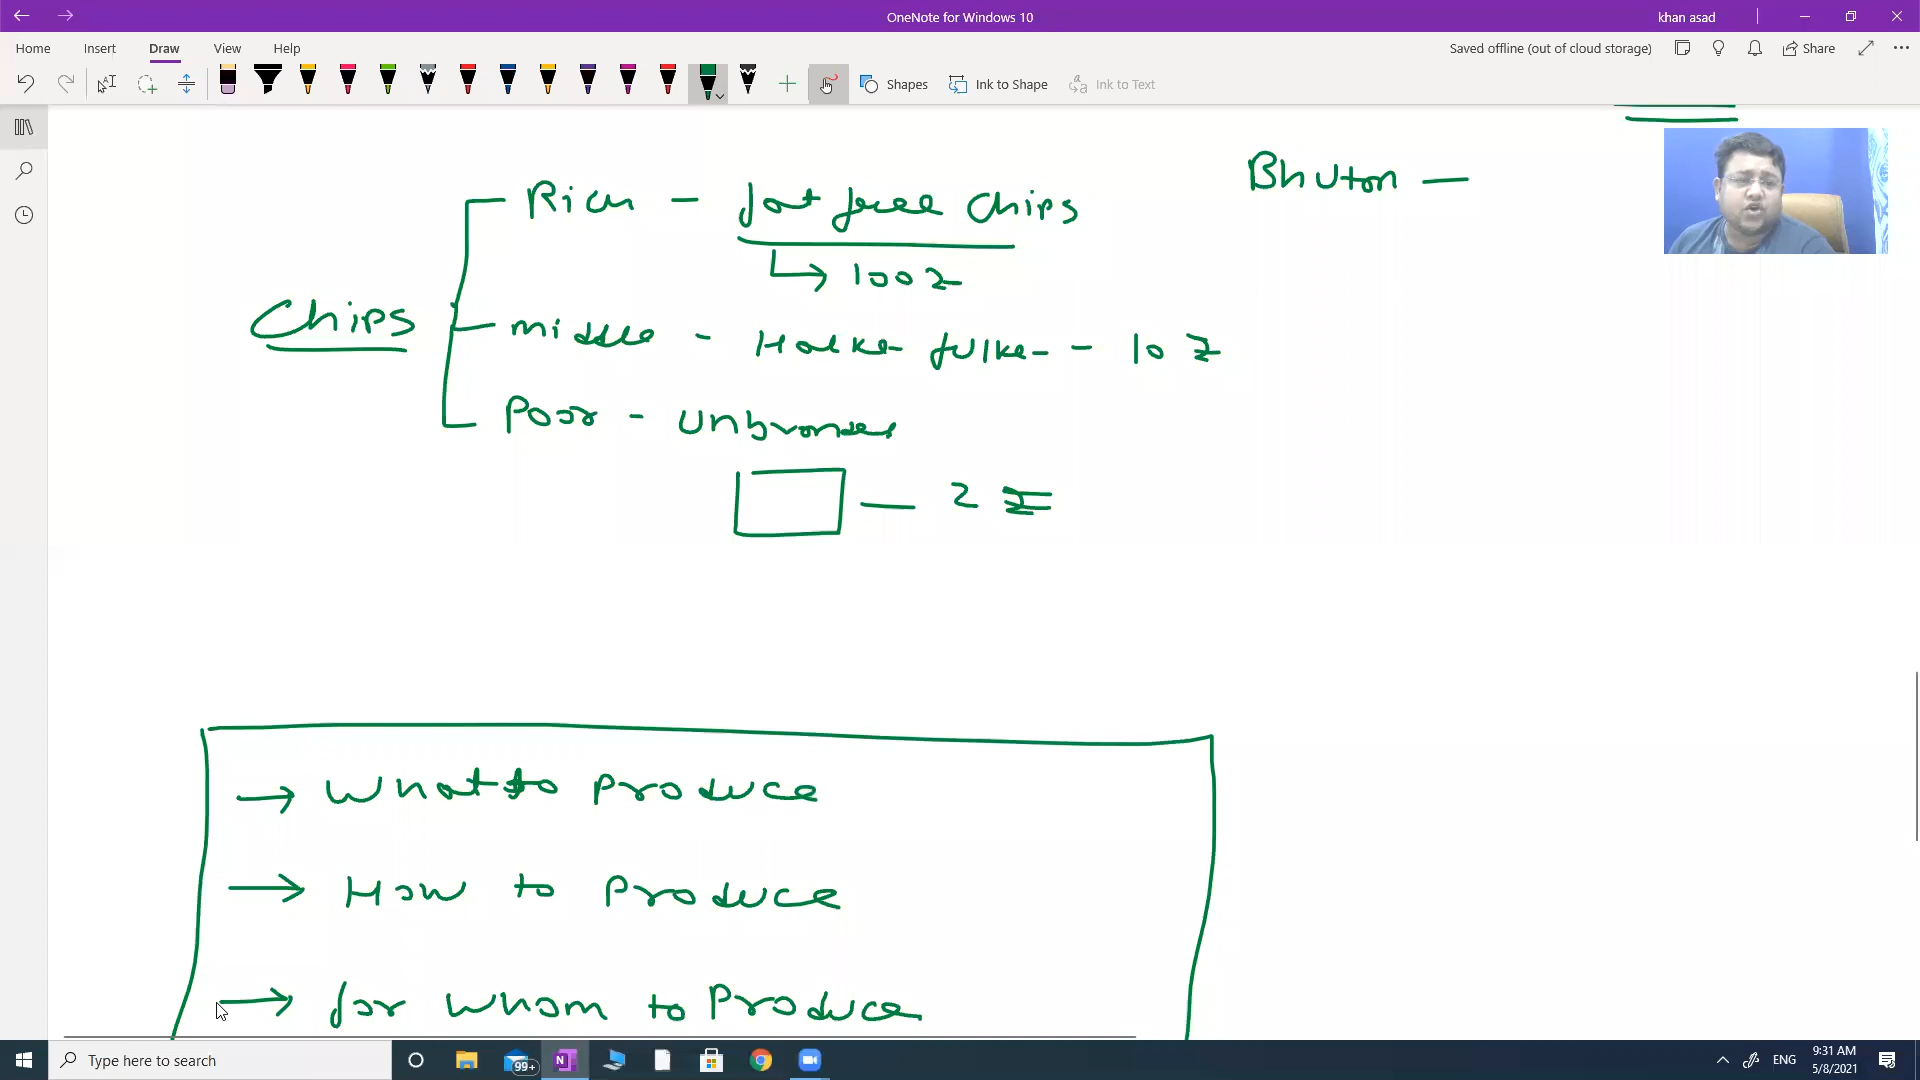 OneNote for Windows 10
khan asad
Home Insert Draw View Help
Saved offline (out of cloud storage) Share
Shapes Ink to Shape Ink to Text
Bhuton —
Rich - fat free chips
↳ 100 ₹
Chips
middle - Halke fulke - 10 ₹
Poor - Unbranded
— 2 ₹
→ What to produce
→ How to produce
→ for whom to produce
Type here to search
99+
ENG
9:31 AM
5/8/2021